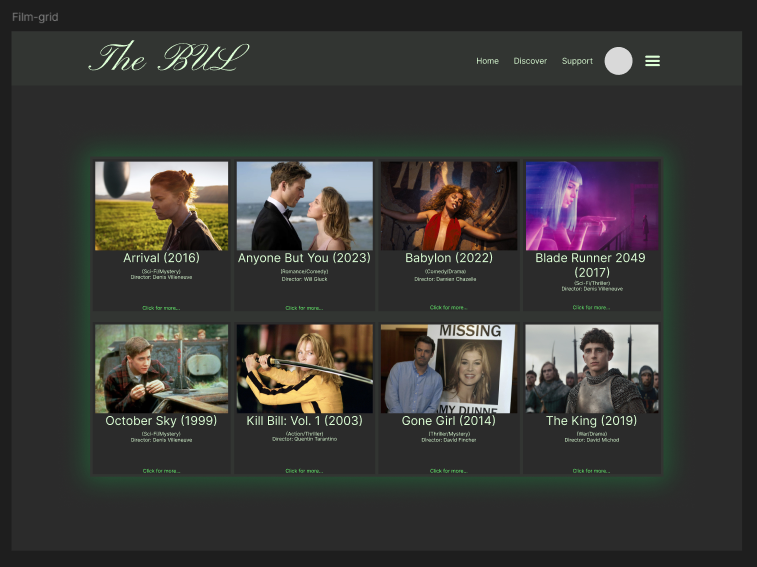 Film-grid
The BUL
Home Discover Support
Arrival (2016)
(Sci-Fi/Mystery)
Director: Denis Villeneuve
Click for more...
Anyone But You (2023)
(Romance/Comedy)
Director: Will Gluck
Click for more...
Babylon (2022)
(Comedy/Drama)
Director: Damien Chazelle
Click for more...
Blade Runner 2049
(2017)
(Sci-Fi/Thriller)
Director: Denis Villeneuve
Click for more...
October Sky (1999)
(Sci-Fi/Mystery)
Director: Denis Villeneuve
Click for more...
Kill Bill: Vol. 1 (2003)
(Action/Thriller)
Director: Quentin Tarantino
Click for more...
MISSING
AMY DUNNE
Gone Girl (2014)
(Thriller/Mystery)
Director: David Fincher
Click for more...
The King (2019)
(War/Drama)
Director: David Michôd
Click for more...